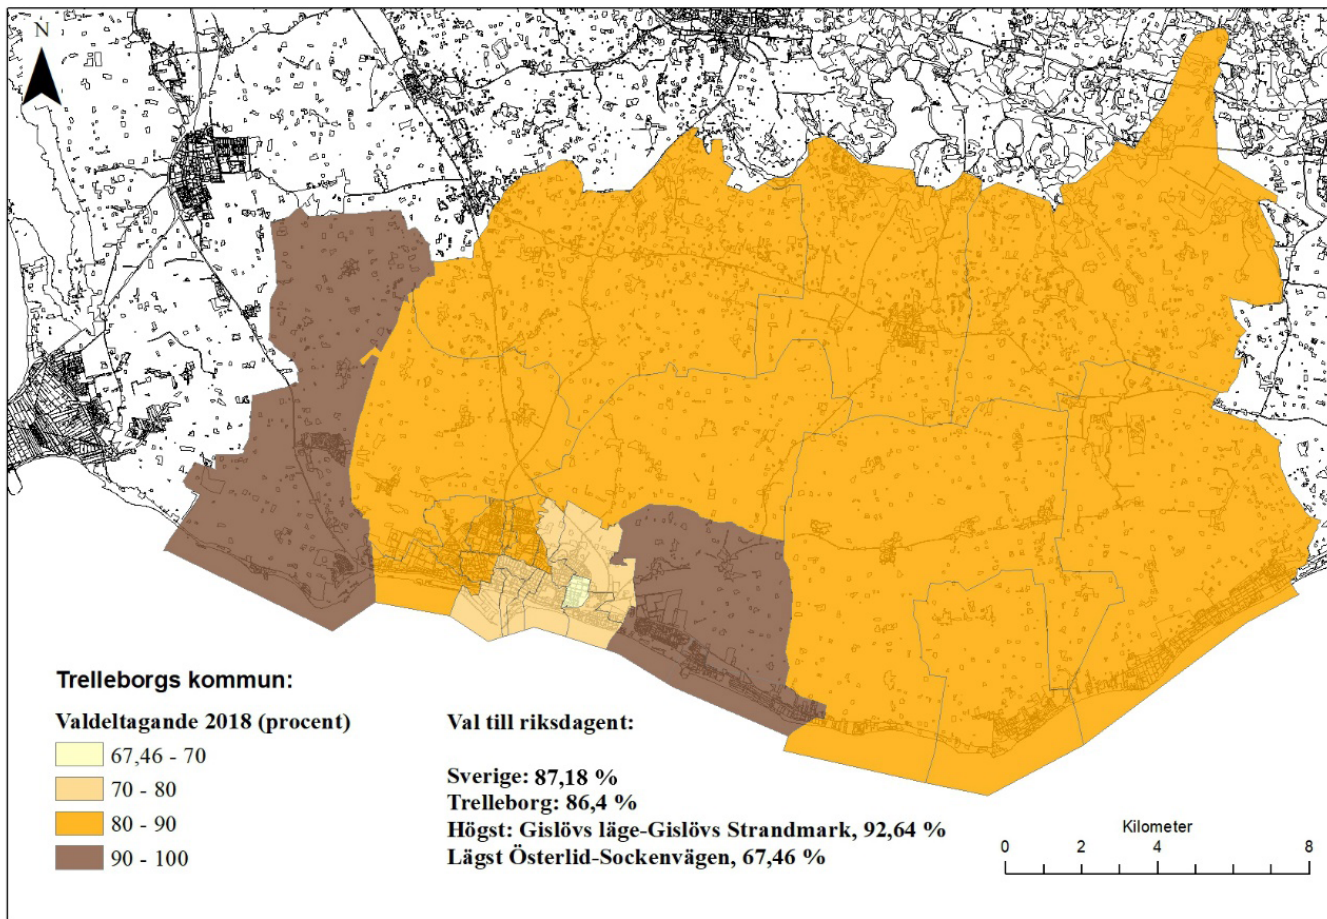 N
Trelleborgs kommun:
Valdeltagande 2018 (procent)
67,46 - 70
70 - 80
80 - 90
90 - 100
Val till riksdagent:
Sverige: 87,18 %
Trelleborg: 86,4 %
Högst: Gislövs läge-Gislövs Strandmark, 92,64 %
Lägst Österlid-Sockenvägen, 67,46 %
Kilometer
0 2 4 6 8